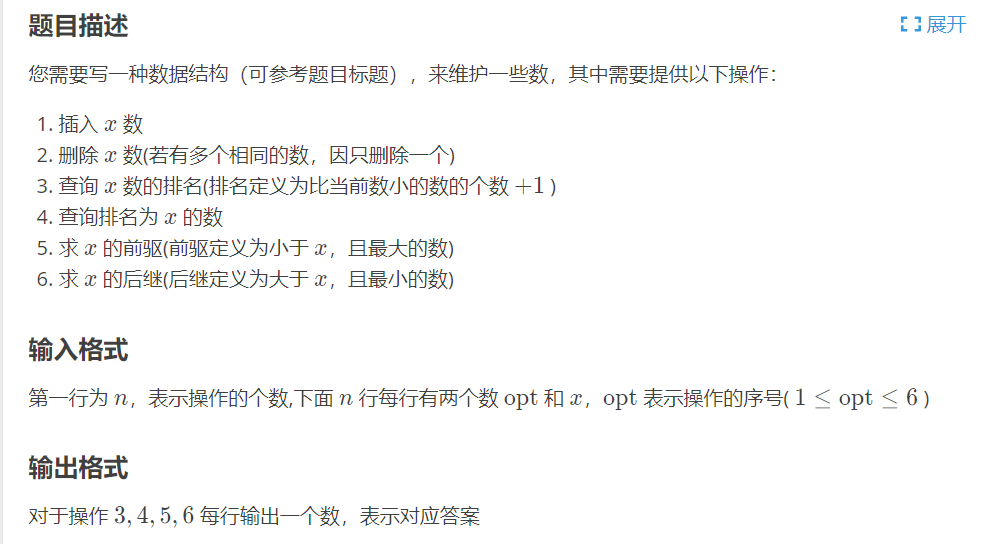 题目描述
展开
您需要写一种数据结构（可参考题目标题），来维护一些数，其中需要提供以下操作：
1. 插入 x 数
2. 删除 x 数(若有多个相同的数，因只删除一个)
3. 查询 x 数的排名(排名定义为比当前数小的数的个数 +1 )
4. 查询排名为 x 的数
5. 求 x 的前驱(前驱定义为小于 x，且最大的数)
6. 求 x 的后继(后继定义为大于 x，且最小的数)
输入格式
第一行为 n，表示操作的个数,下面 n 行每行有两个数 opt 和 x，opt 表示操作的序号( 1 ≤ opt ≤ 6 )
输出格式
对于操作 3,4,5,6 每行输出一个数，表示对应答案